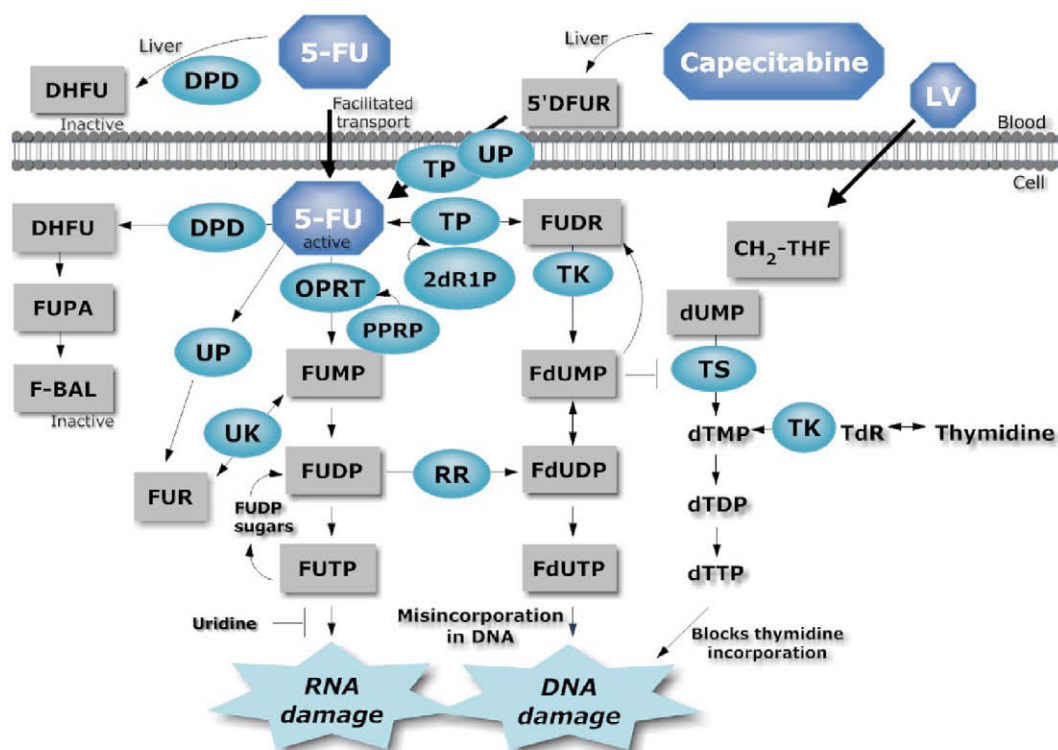 Liver
5-FU
Liver
Capecitabine
DPD
DHFU
Inactive
5'DFUR
LV
Facilitated
transport
Blood
Cell
TP
UP
5-FU
active
DHFU
DPD
TP
FUDR
CH2-THF
2dR1P
TK
OPRT
PPRP
FUPA
dUMP
UP
FUMP
FdUMP
TS
F-BAL
Inactive
UK
dTMP
TK
TdR
Thymidine
FUDP
RR
FdUDP
FUR
FUDP
sugars
dTDP
FUTP
FdUTP
dTTP
Uridine
Misincorporation
in DNA
Blocks thymidine
incorporation
RNA
damage
DNA
damage